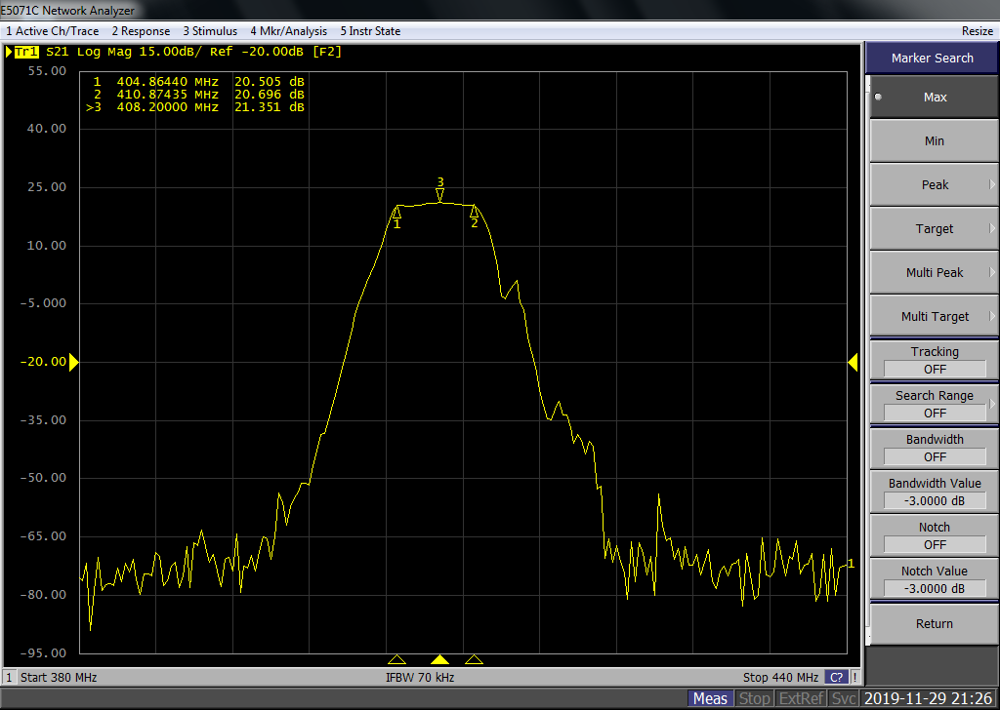 E5071C Network Analyzer
1 Active Ch/Trace 2 Response 3 Stimulus 4 Mkr/Analysis 5 Instr State Resize
Tr1 S21 Log Mag 15.00dB/ Ref -20.00dB [F2]
Marker Search
55.00
1 404.86440 MHz 20.505 dB
2 410.87435 MHz 20.696 dB
>3 408.20000 MHz 21.351 dB
Max
40.00
Min
25.00
3
Peak
1
2
Target
10.00
Multi Peak
-5.000
Multi Target
-20.00
Tracking
OFF
Search Range
OFF
-35.00
Bandwidth
OFF
-50.00
Bandwidth Value
-3.0000 dB
Notch
OFF
-65.00
1
Notch Value
-3.0000 dB
-80.00
Return
-95.00
1 Start 380 MHz IFBW 70 kHz Stop 440 MHz C? !
Meas Stop ExtRef Svc 2019-11-29 21:26